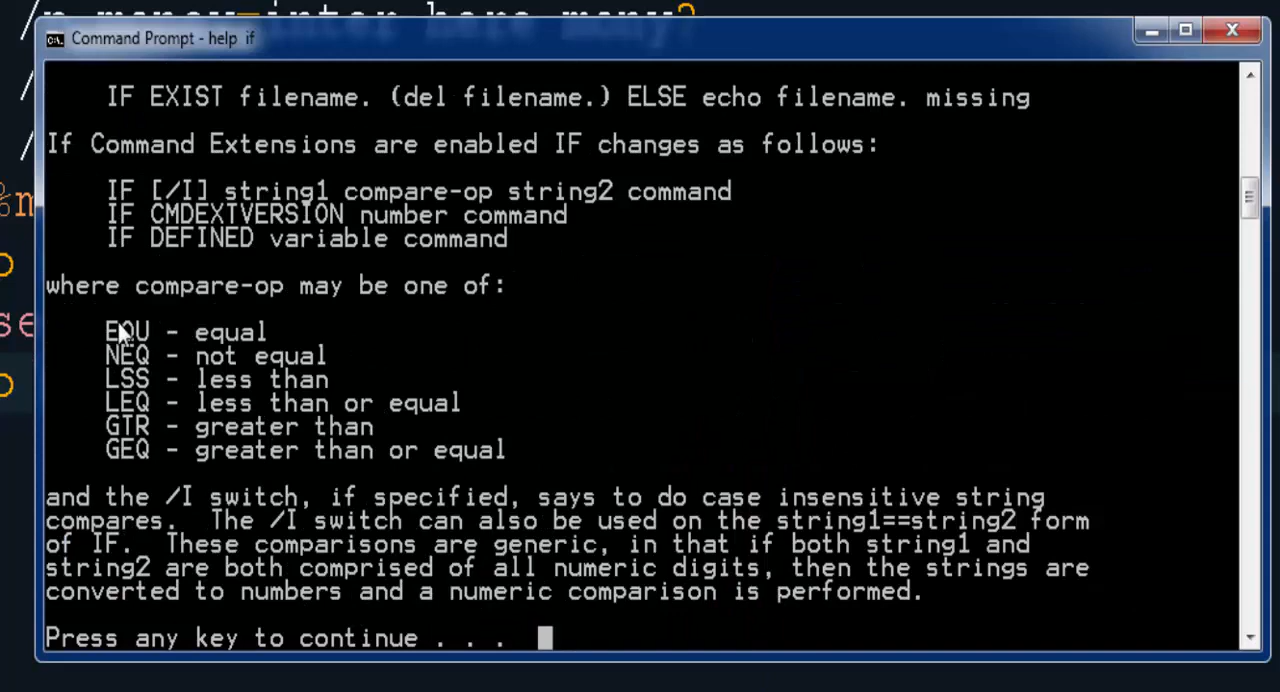 /p money=inter here many?
Command Prompt - help if
IF EXIST filename. (del filename.) ELSE echo filename. missing
If Command Extensions are enabled IF changes as follows:
IF [/I] string1 compare-op string2 command
IF CMDEXTVERSION number command
IF DEFINED variable command
where compare-op may be one of:
EQU - equal
NEQ - not equal
LSS - less than
LEQ - less than or equal
GTR - greater than
GEQ - greater than or equal
and the /I switch, if specified, says to do case insensitive string
compares. The /I switch can also be used on the string1==string2 form
of IF. These comparisons are generic, in that if both string1 and
string2 are both comprised of all numeric digits, then the strings are
converted to numbers and a numeric comparison is performed.
Press any key to continue . . .